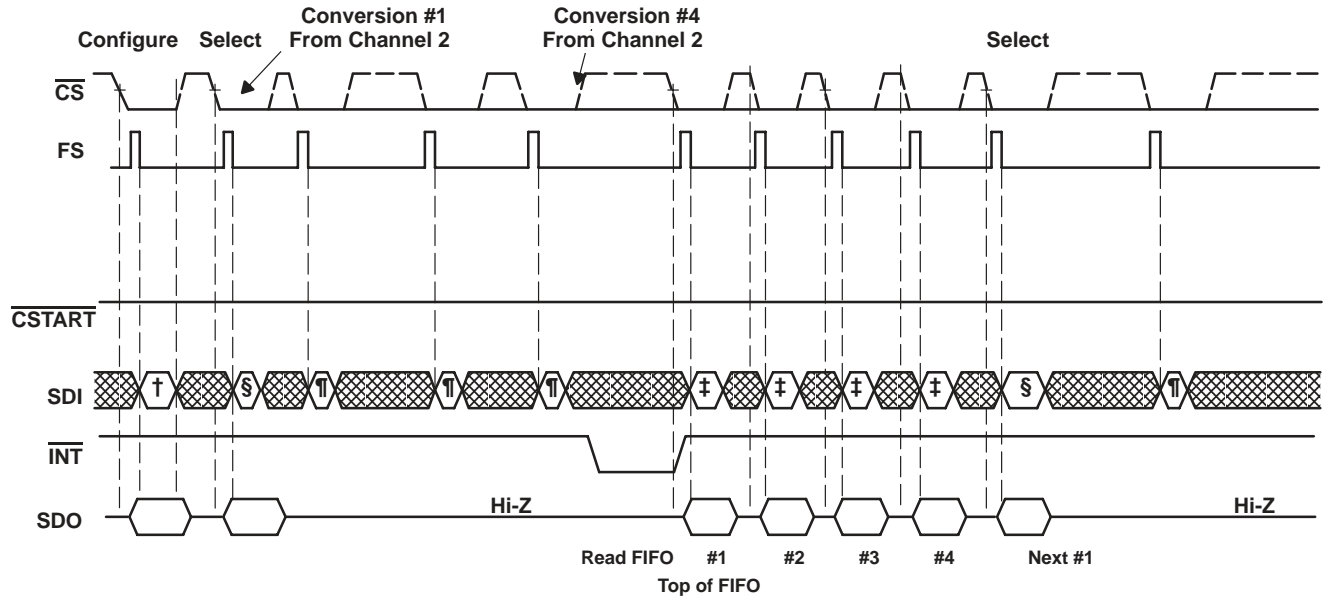 Conversion #1
From Channel 2
Conversion #4
From Channel 2
Configure Select Select
CS
FS
CSTART
SDI † § ¶ ¶ ¶ ‡ ‡ ‡ ‡ § ¶
INT
SDO Hi-Z Hi-Z
Read FIFO #1 #2 #3 #4 Next #1
Top of FIFO